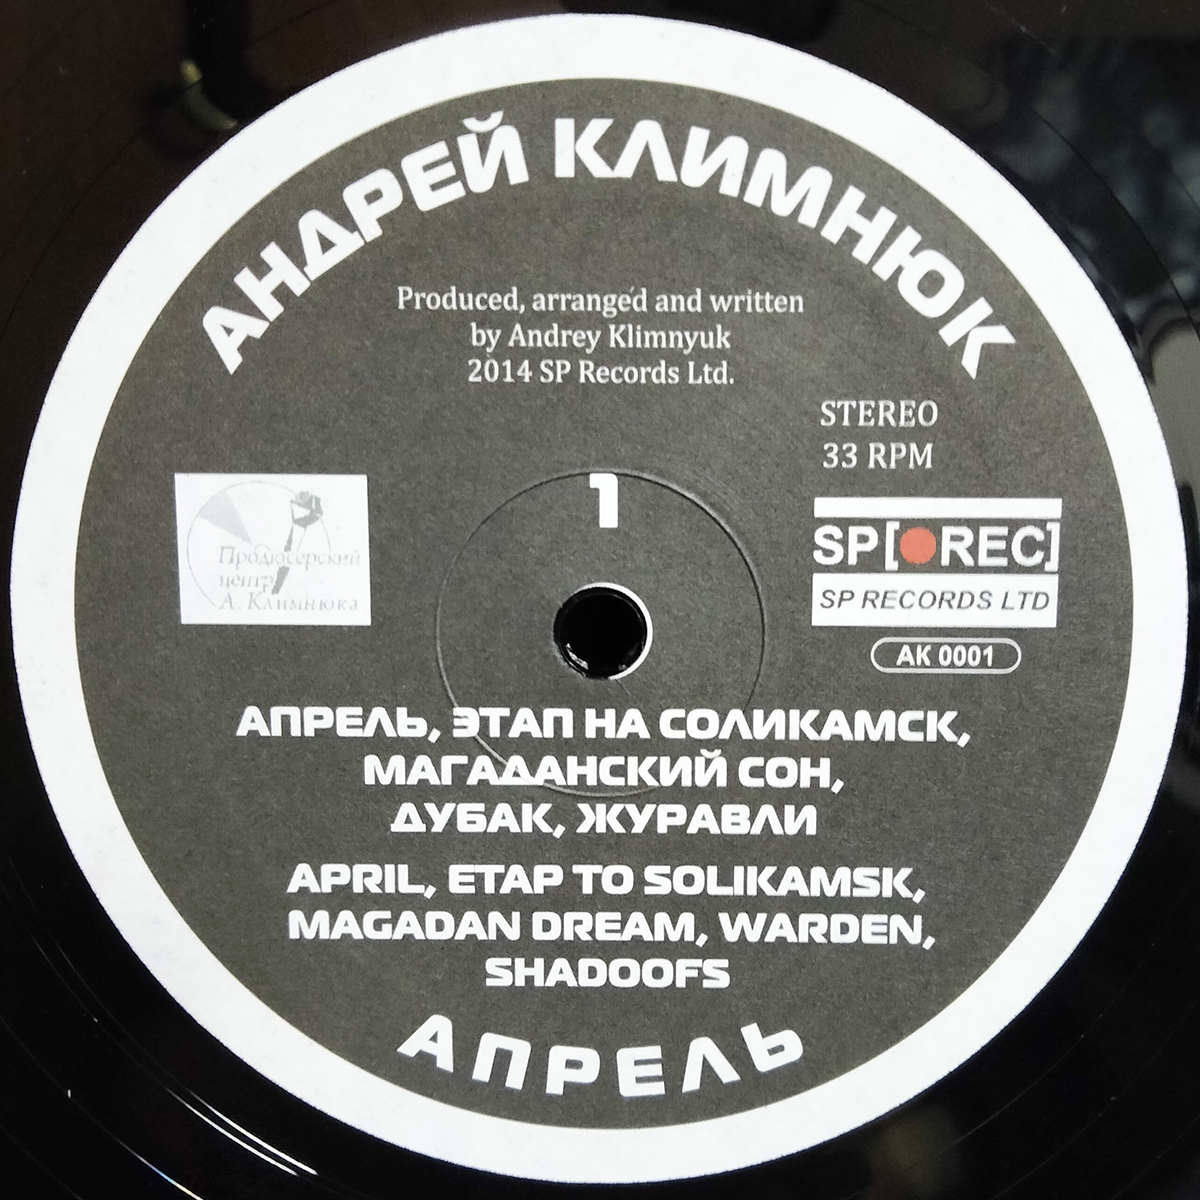 АНДРЕЙ КЛИМНЮК
Produced, arranged and written
by Andrey Klimnyuk
2014 SP Records Ltd.
STEREO
33 RPM
1
Продюсерский
центр
А. Климнюка
SP[●REC]
SP RECORDS LTD
AK 0001
АПРЕЛЬ, ЭТАП НА СОЛИКАМСК,
МАГАДАНСКИЙ СОН,
ДУБАК, ЖУРАВЛИ
APRIL, ETAP TO SOLIKAMSK,
MAGADAN DREAM, WARDEN,
SHADOOFS
АПРЕЛЬ